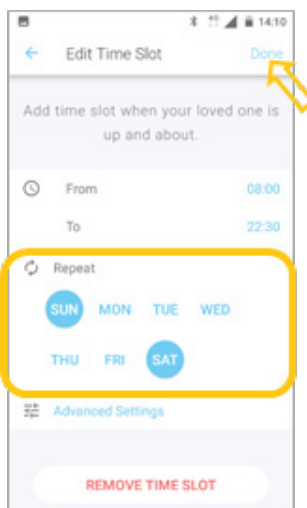 14:10
Edit Time Slot Done
Add time slot when your loved one is
up and about.
From 08:00
To 22:30
Repeat
SUN MON TUE WED
THU FRI SAT
Advanced Settings
REMOVE TIME SLOT